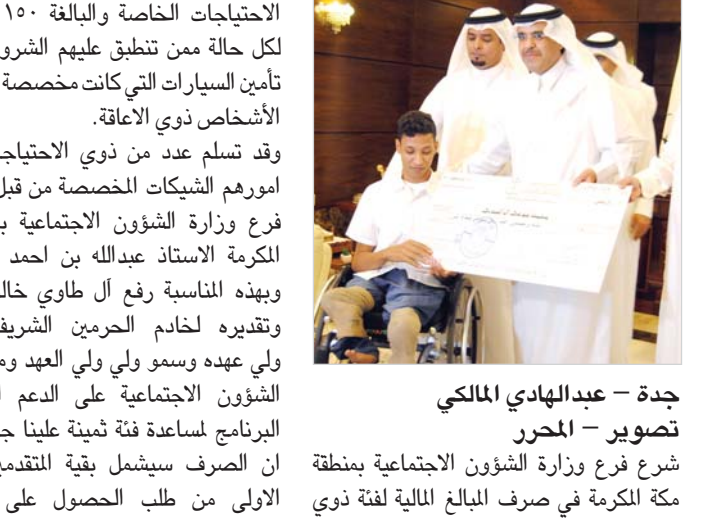 جدة – عبدالهادي المالكي
تصوير – المحرر
شرع فرع وزارة الشؤون الاجتماعية بمنطقة
مكة المكرمة في صرف المبالغ المالية لفئة ذوي
الاحتياجات الخاصة والبالغة ١٥٠
لكل حالة ممن تنطبق عليهم الشرو
تأمين السيارات التي كانت مخصصة
الأشخاص ذوي الاعاقة.
وقد تسلم عدد من ذوي الاحتياج
امورهم الشيكات المخصصة من قبل
فرع وزارة الشؤون الاجتماعية ب
المكرمة الاستاذ عبدالله بن احمد
وبهذه المناسبة رفع آل طاوي خال
وتقديره لخادم الحرمين الشريف
ولي عهده وسمو ولي ولي العهد وم
الشؤون الاجتماعية على الدعم ا
البرنامج لمساعدة فئة ثمينة علينا ج
ان الصرف سيشمل بقية المتقدمي
الاولى من طلب الحصول على